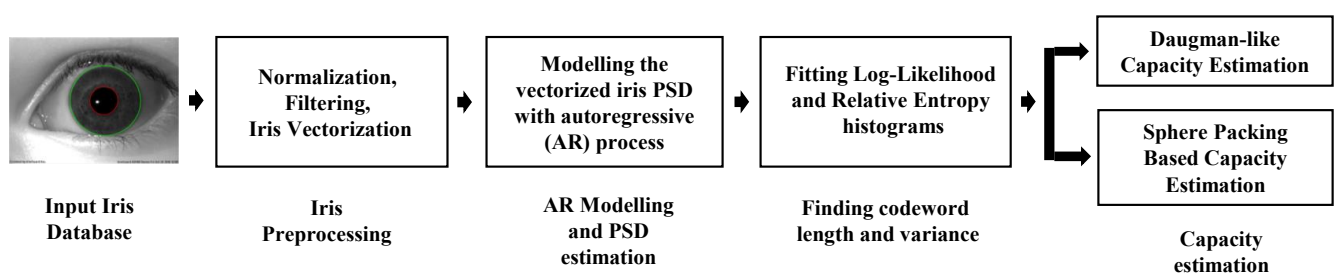 Normalization,
Filtering,
Iris Vectorization
Modelling the
vectorized iris PSD
with autoregressive
(AR) process
Fitting Log-Likelihood
and Relative Entropy
histograms
Daugman-like
Capacity Estimation
Sphere Packing
Based Capacity
Estimation
Input Iris
Database
Iris
Preprocessing
AR Modelling
and PSD
estimation
Finding codeword
length and variance
Capacity
estimation